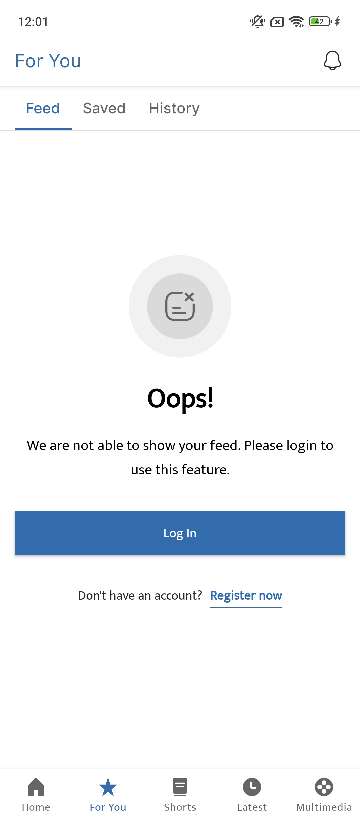 12:01
42
For You
Feed Saved History
Oops!
We are not able to show your feed. Please login to
use this feature.
Log In
Don't have an account? Register now
Home For You Shorts Latest Multimedia